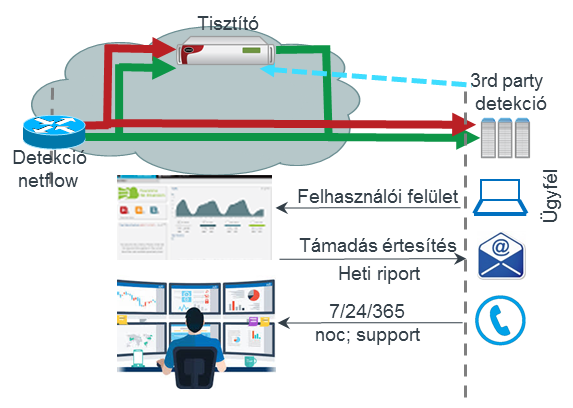 Tisztító
3rd party
detekció
Detekció
netflow
Felhasználói felület
Ügyfél
Támadás értesítés
Heti riport
7/24/365
noc; support